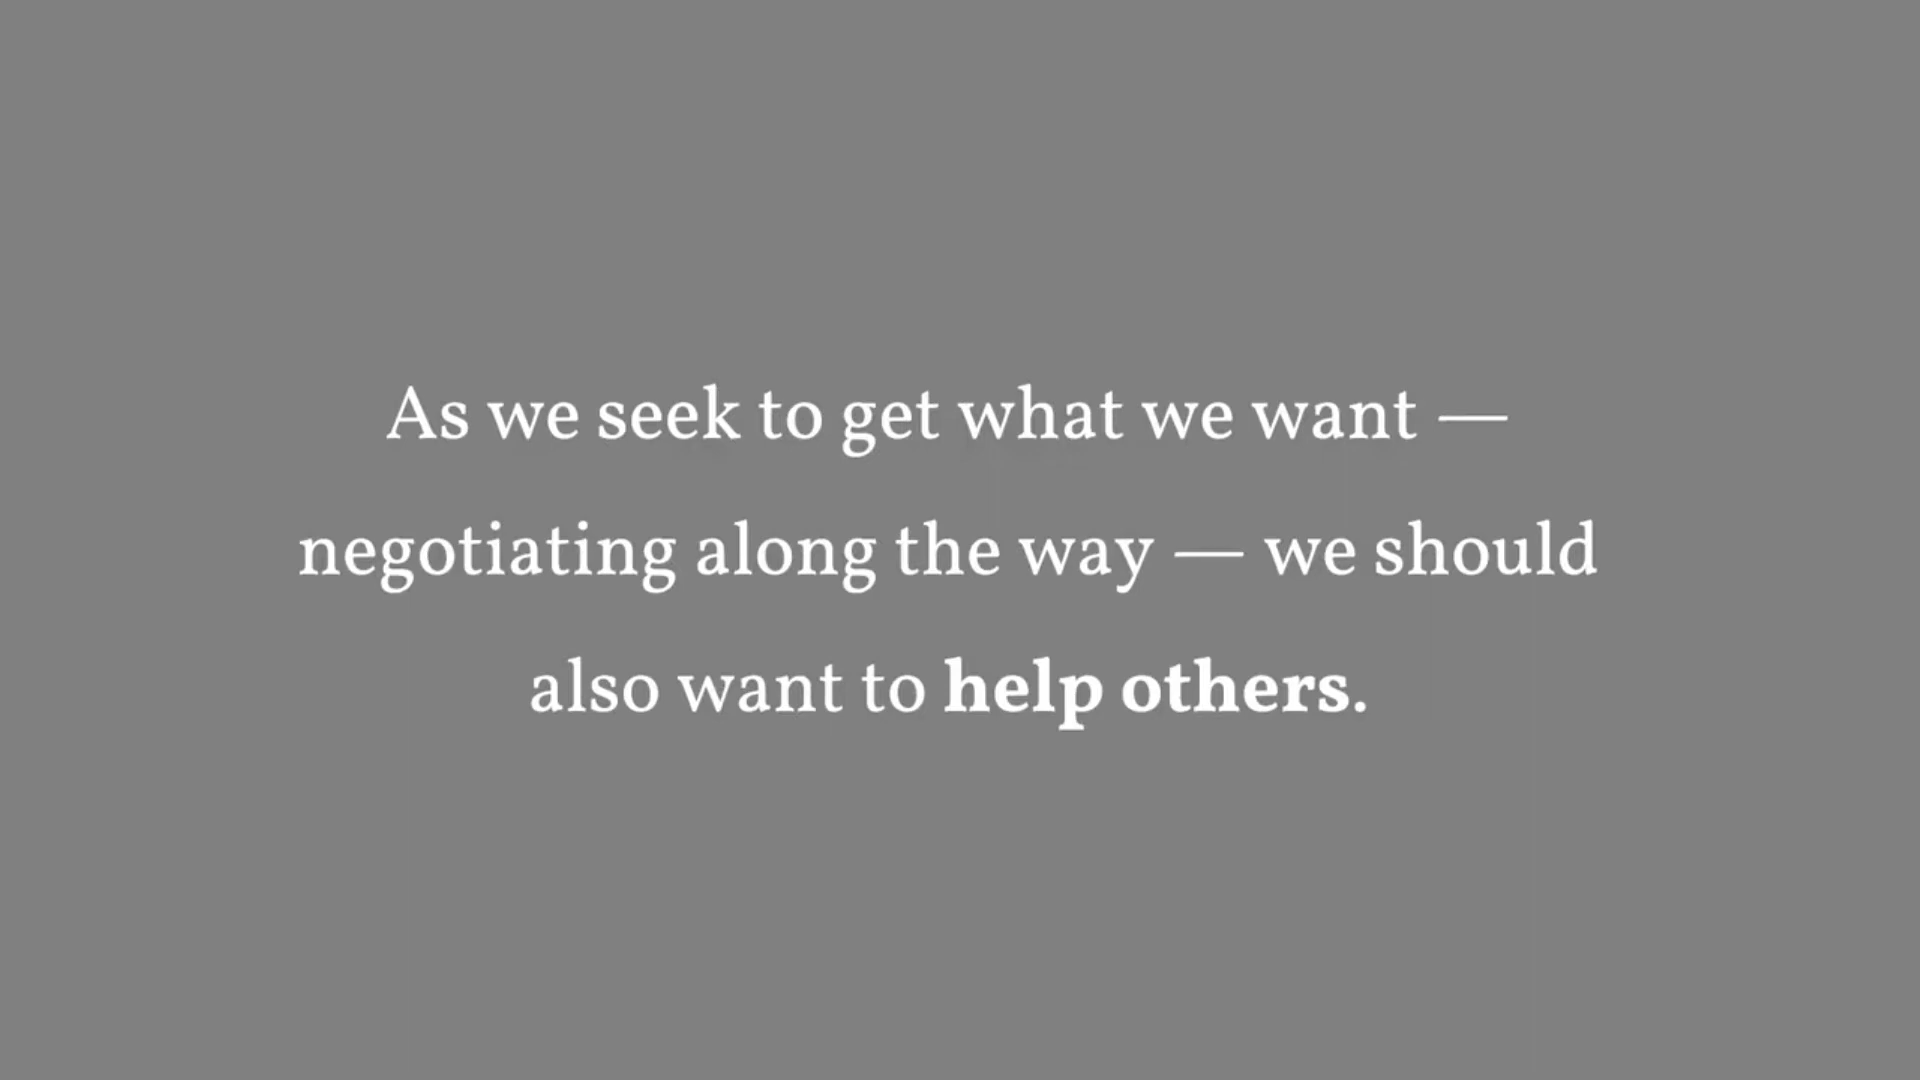 As we seek to get what we want —
negotiating along the way — we should
also want to help others.